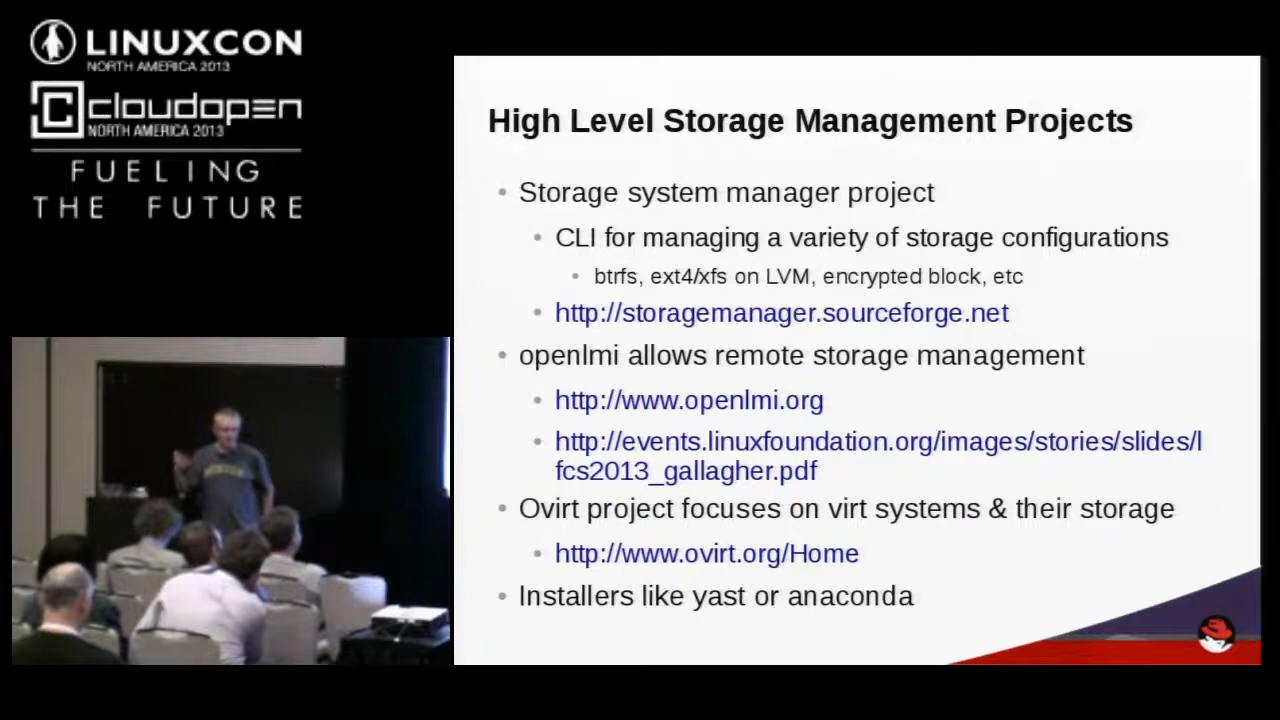 LINUXCON
NORTH AMERICA 2013
cloudopen
NORTH AMERICA 2013
FUELING
THE FUTURE
High Level Storage Management Projects
• Storage system manager project
• CLI for managing a variety of storage configurations
• btrfs, ext4/xfs on LVM, encrypted block, etc
• http://storagemanager.sourceforge.net
• openlmi allows remote storage management
• http://www.openlmi.org
• http://events.linuxfoundation.org/images/stories/slides/l
fcs2013_gallagher.pdf
• Ovirt project focuses on virt systems & their storage
• http://www.ovirt.org/Home
• Installers like yast or anaconda